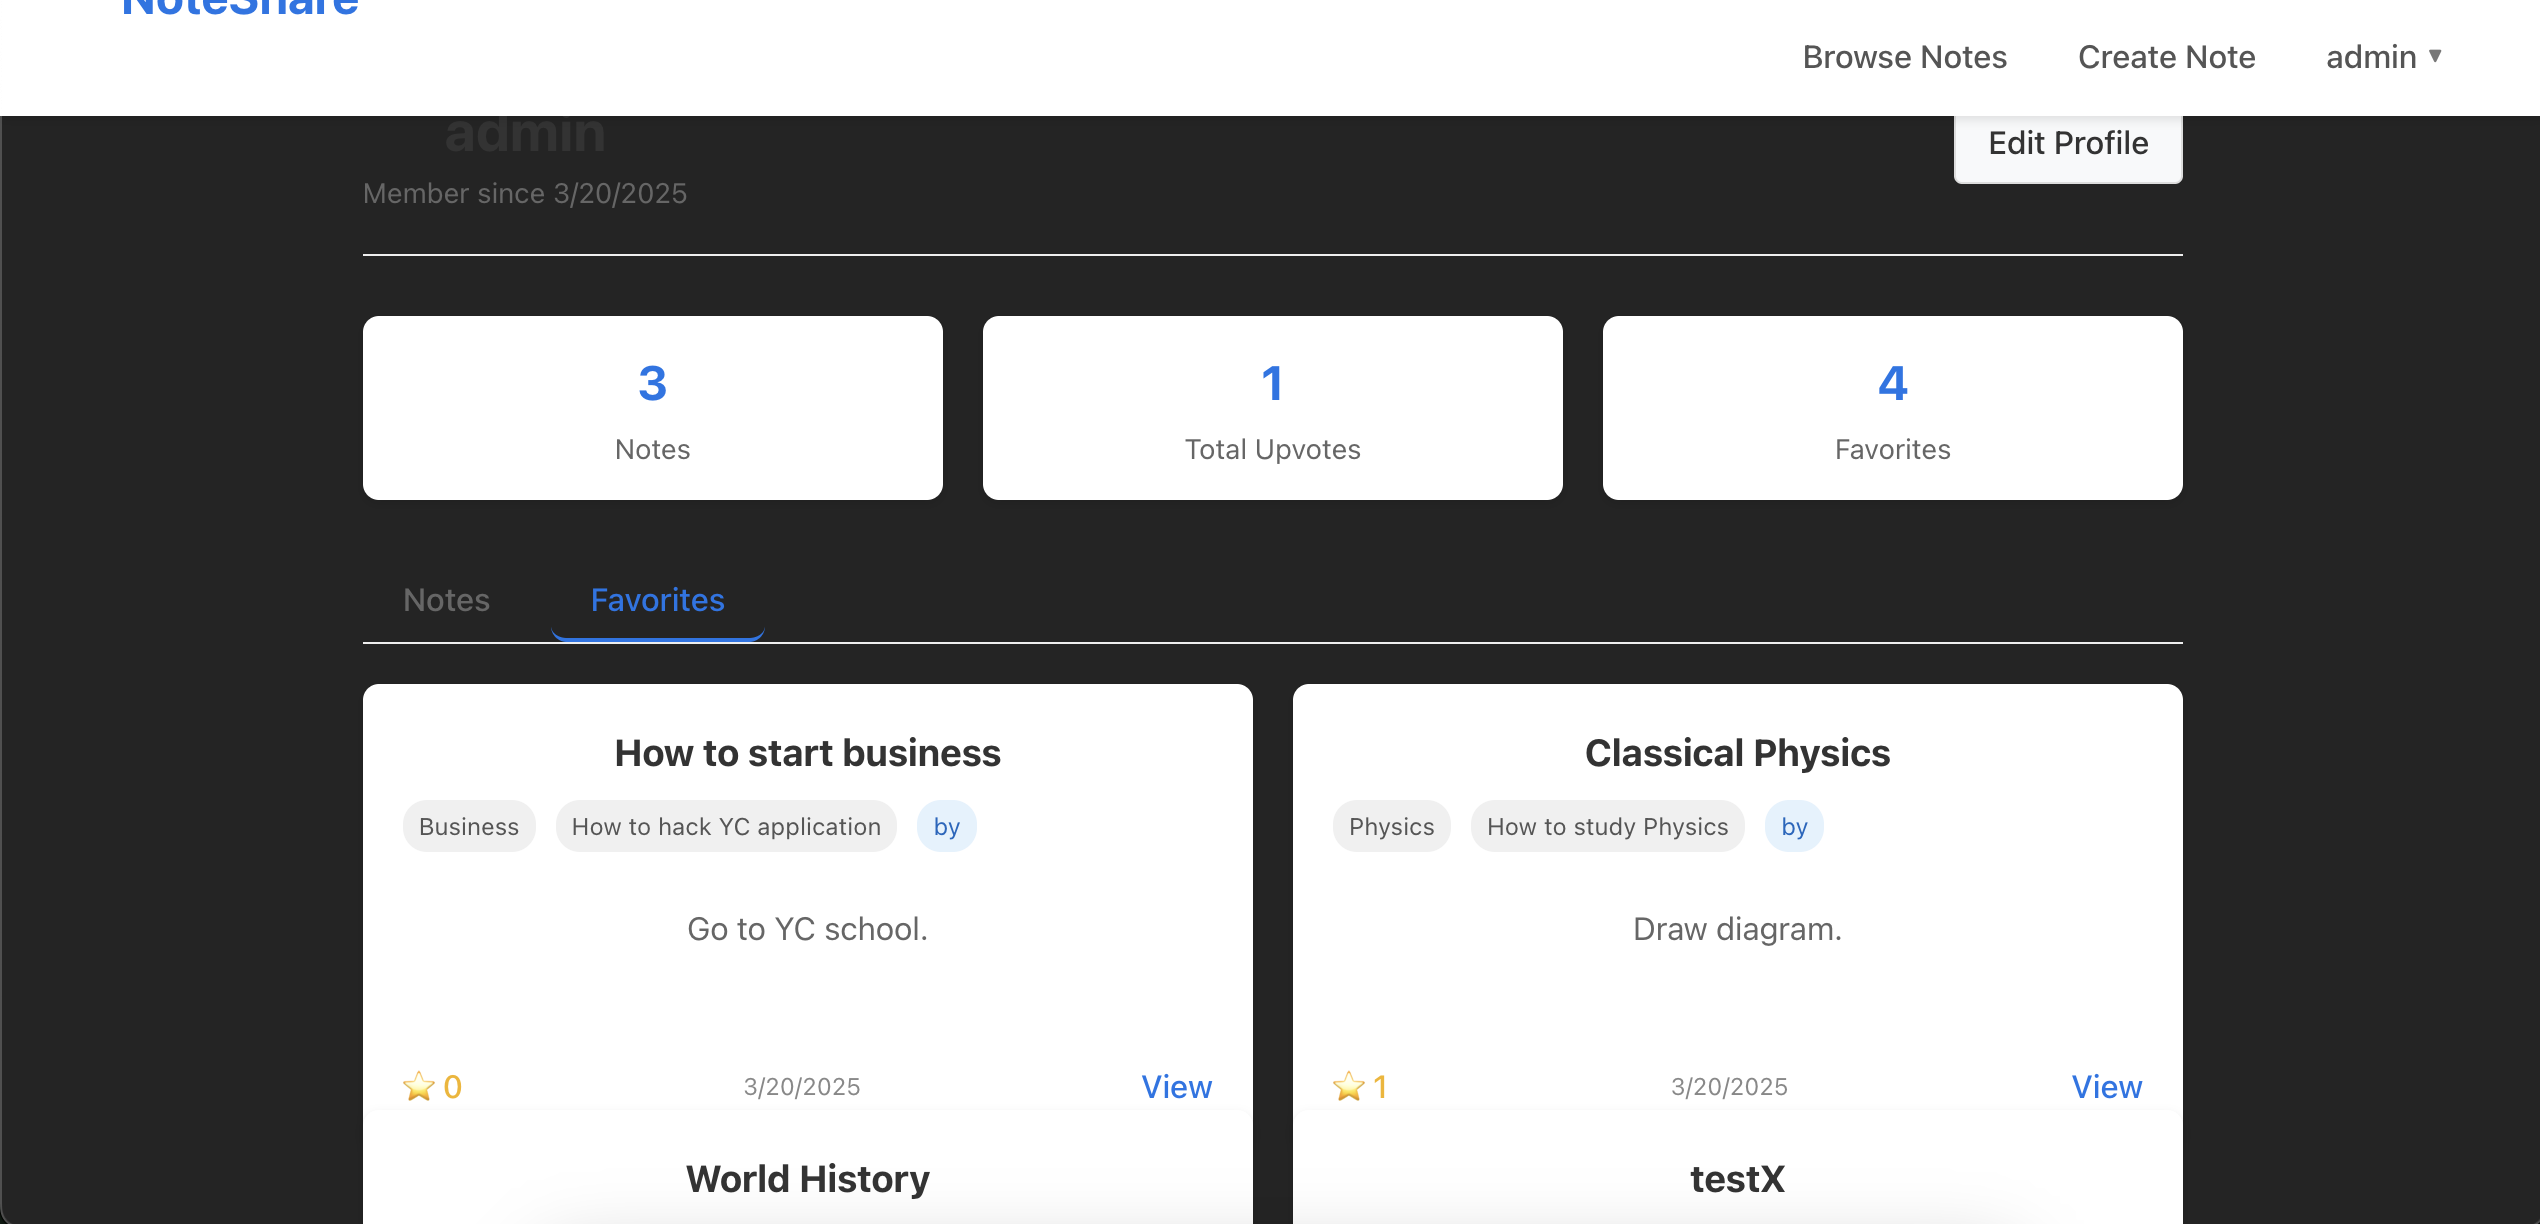 NoteShare
Browse Notes Create Note admin ▼
admin
Edit Profile
Member since 3/20/2025
3
Notes
1
Total Upvotes
4
Favorites
Notes Favorites
How to start business
Business How to hack YC application by
Go to YC school.
0 3/20/2025 View
Classical Physics
Physics How to study Physics by
Draw diagram.
1 3/20/2025 View
World History
testX